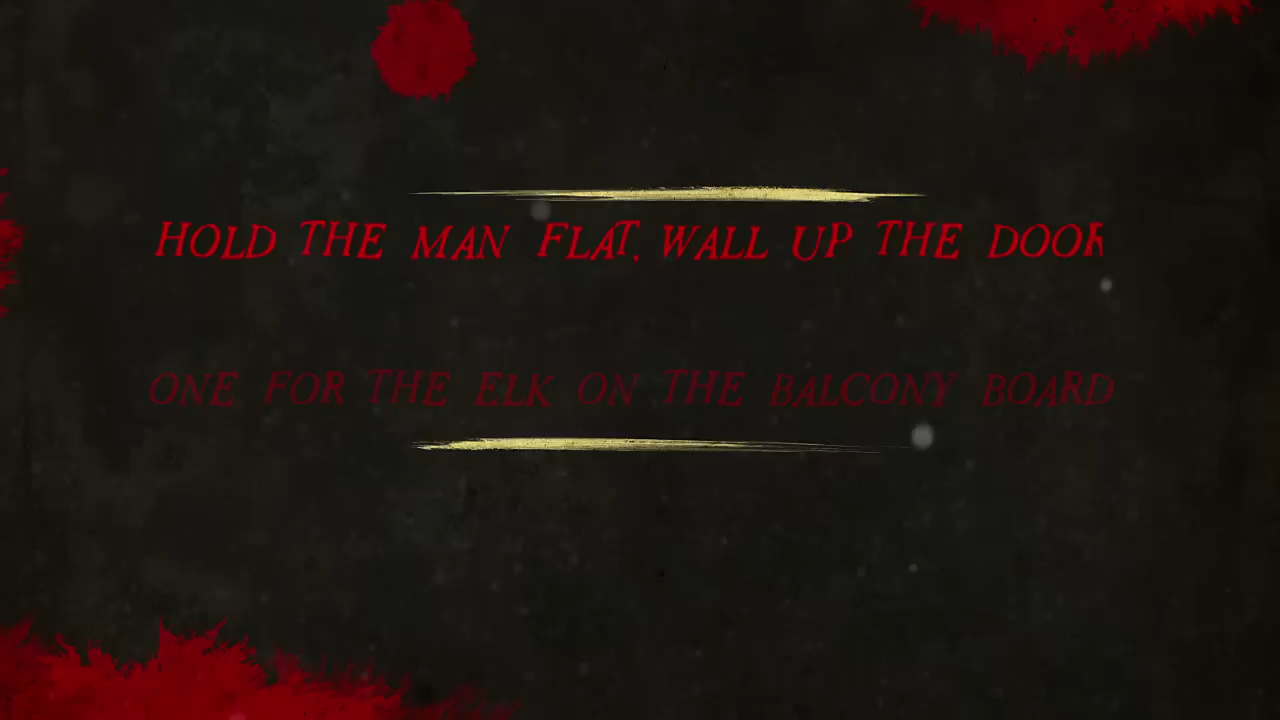 HOLD THE MAN FLAT, WALL UP THE DOOR
ONE FOR THE ELK ON THE BALCONY BOARD